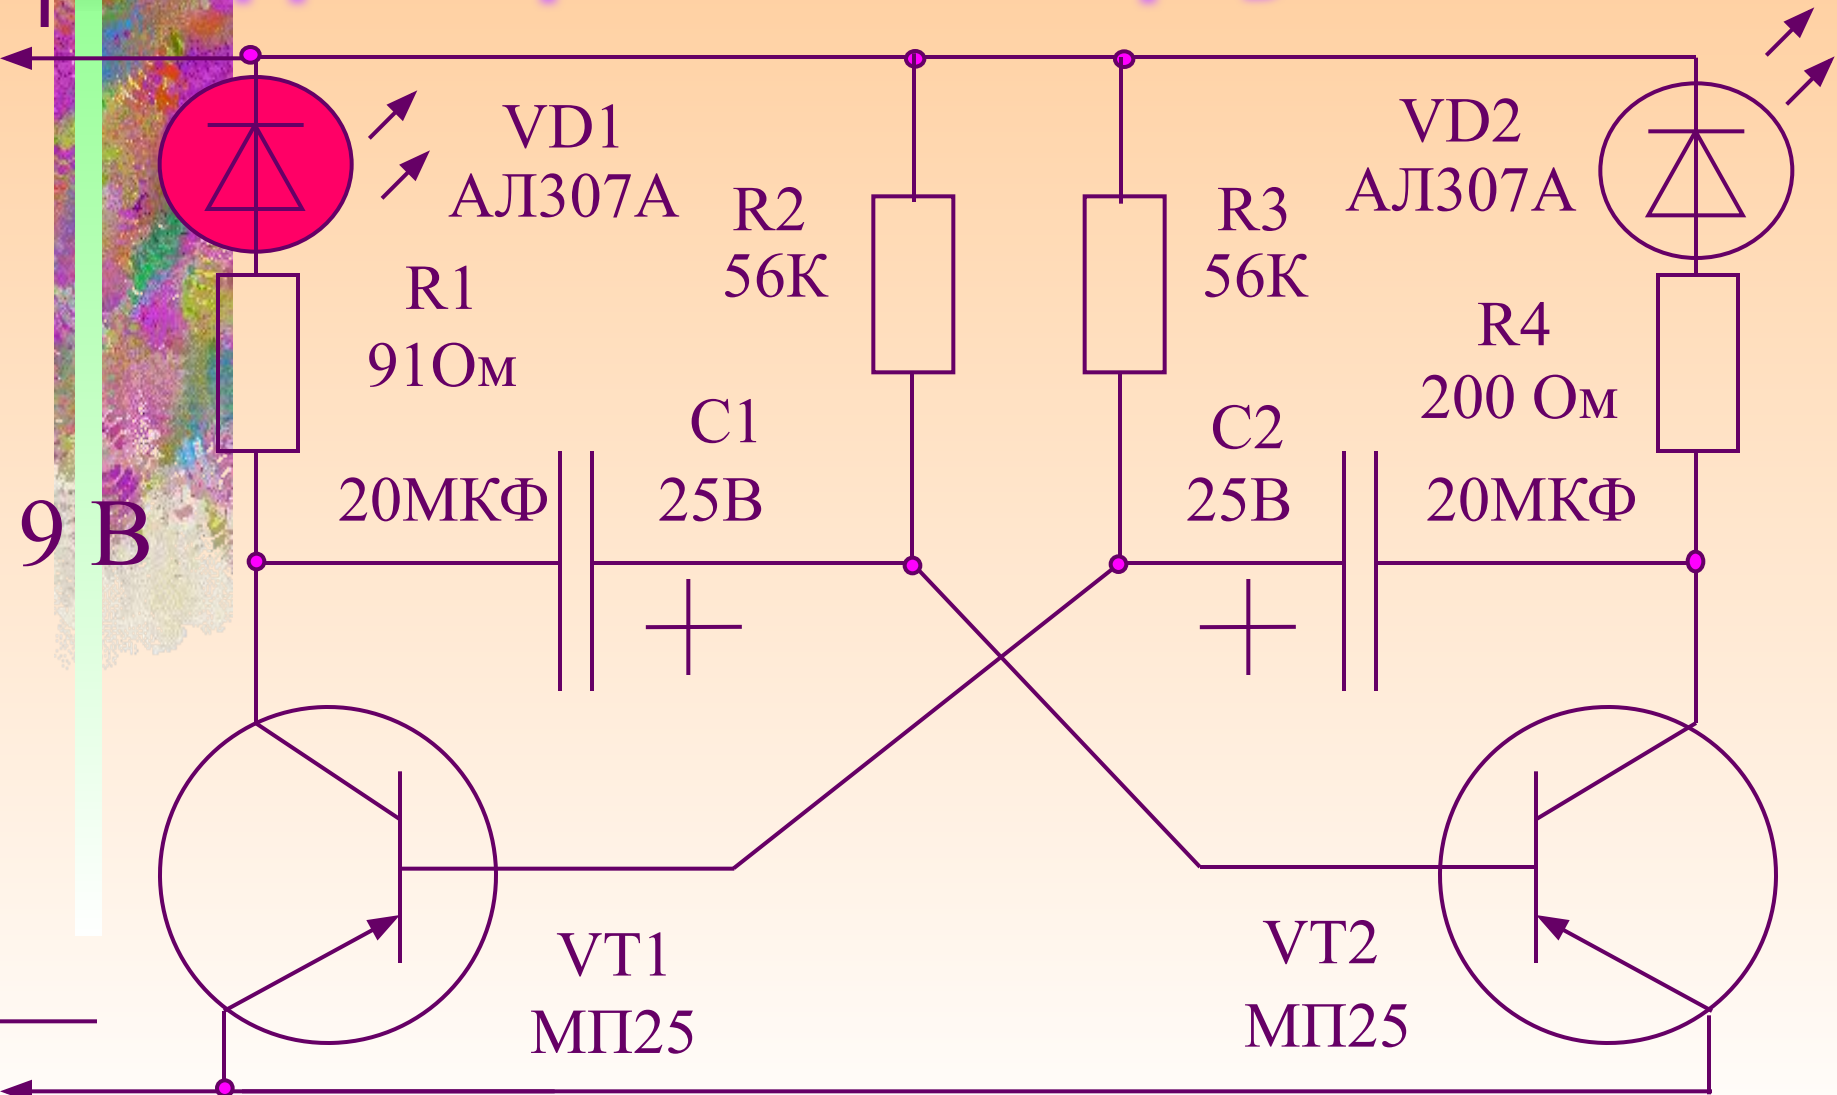 VD1
АЛ307А
VD2
АЛ307А
R2
56К
R3
56К
R1
91Ом
R4
200 Ом
C1
20МКФ 25В
C2
25В 20МКФ
9 В
VT1
МП25
VT2
МП25